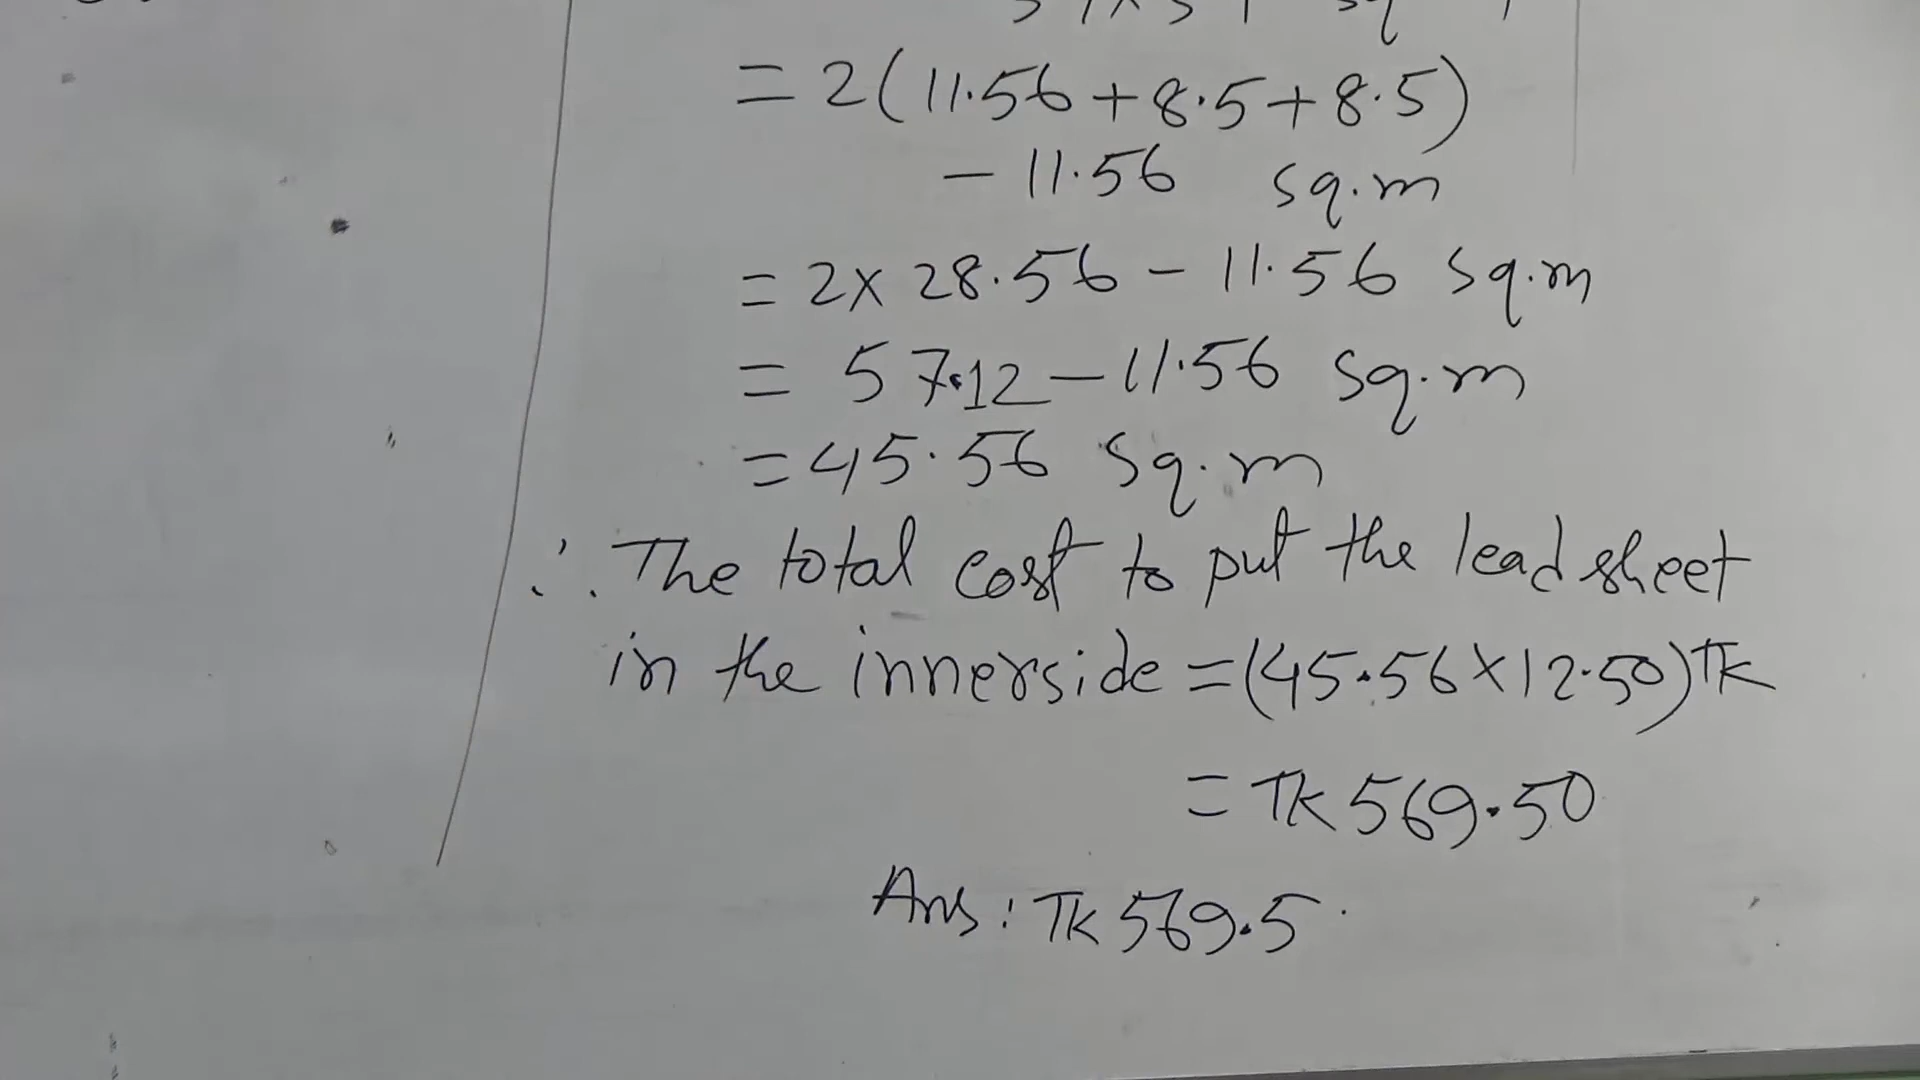 = 2(11.56+8.5+8.5)
- 11.56 sq.m
= 2x 28.56 - 11.56 sq.m
= 57.12 - 11.56 sq.m
= 45.56 sq.m
∴ The total cost to put the lead sheet
in the innerside = (45.56x12.50)Tk
= Tk 569.50
Ans: Tk 569.5